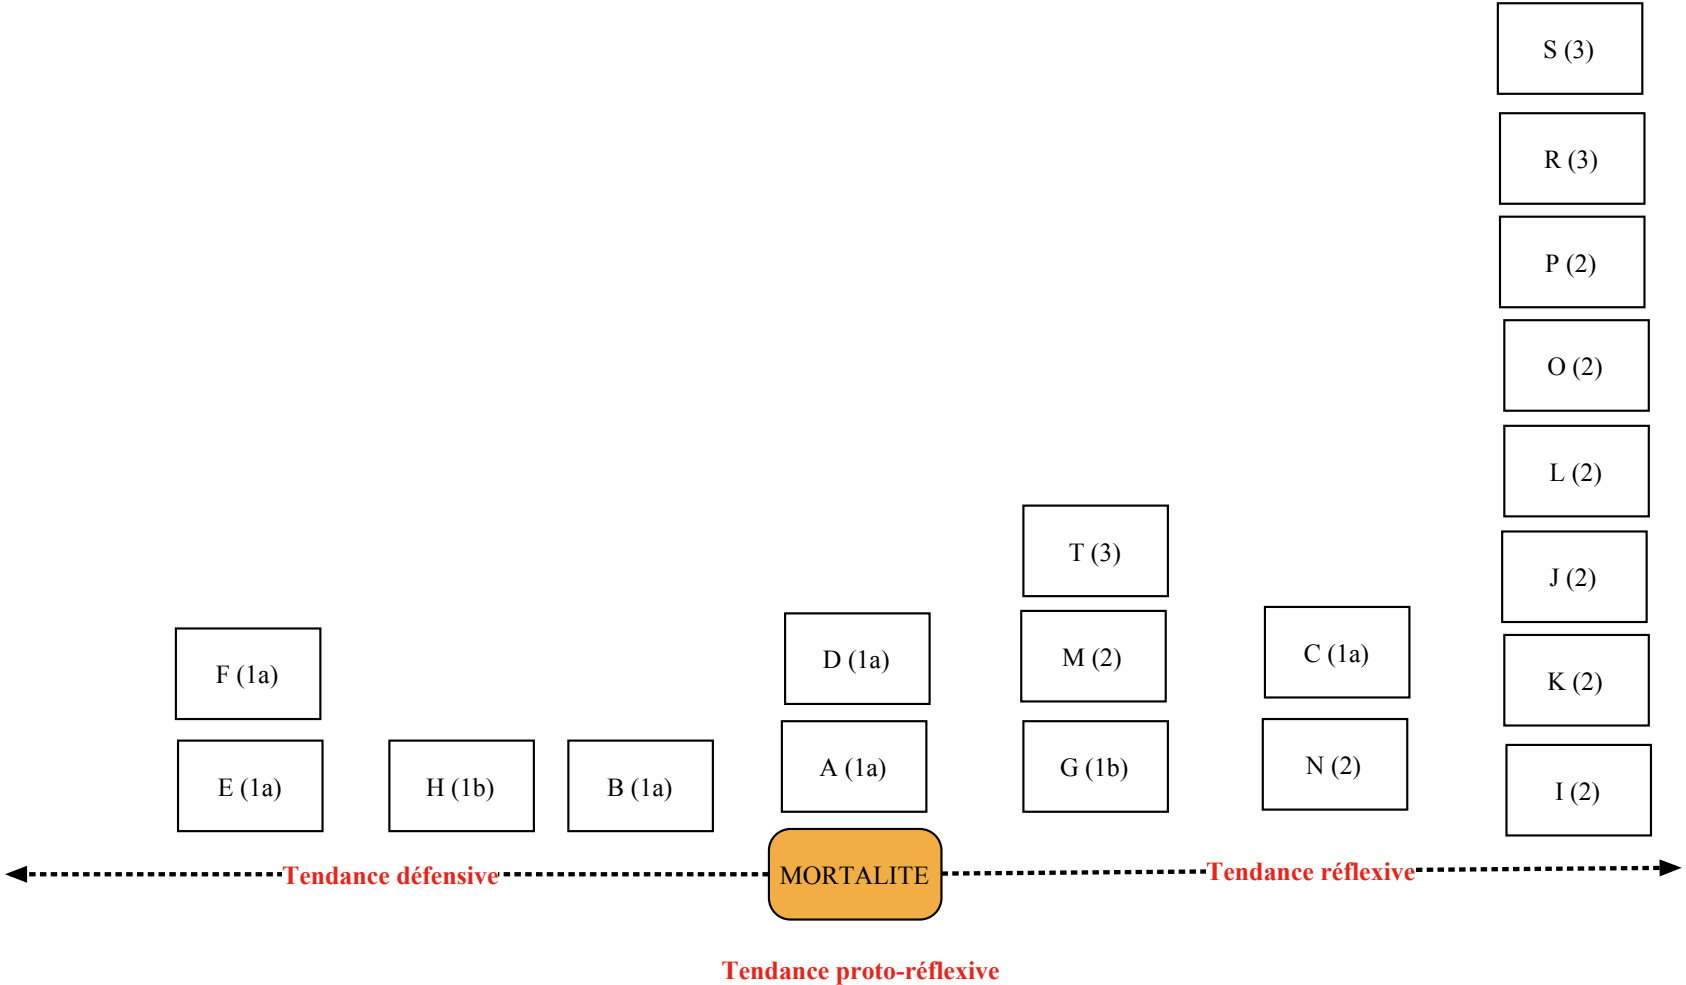 S (3)
R (3)
P (2)
O (2)
L (2)
T (3)
J (2)
F (1a)
D (1a)
M (2)
C (1a)
K (2)
E (1a)
H (1b)
B (1a)
A (1a)
G (1b)
N (2)
I (2)
Tendance défensive
MORTALITE
Tendance réflexive
Tendance proto-réflexive